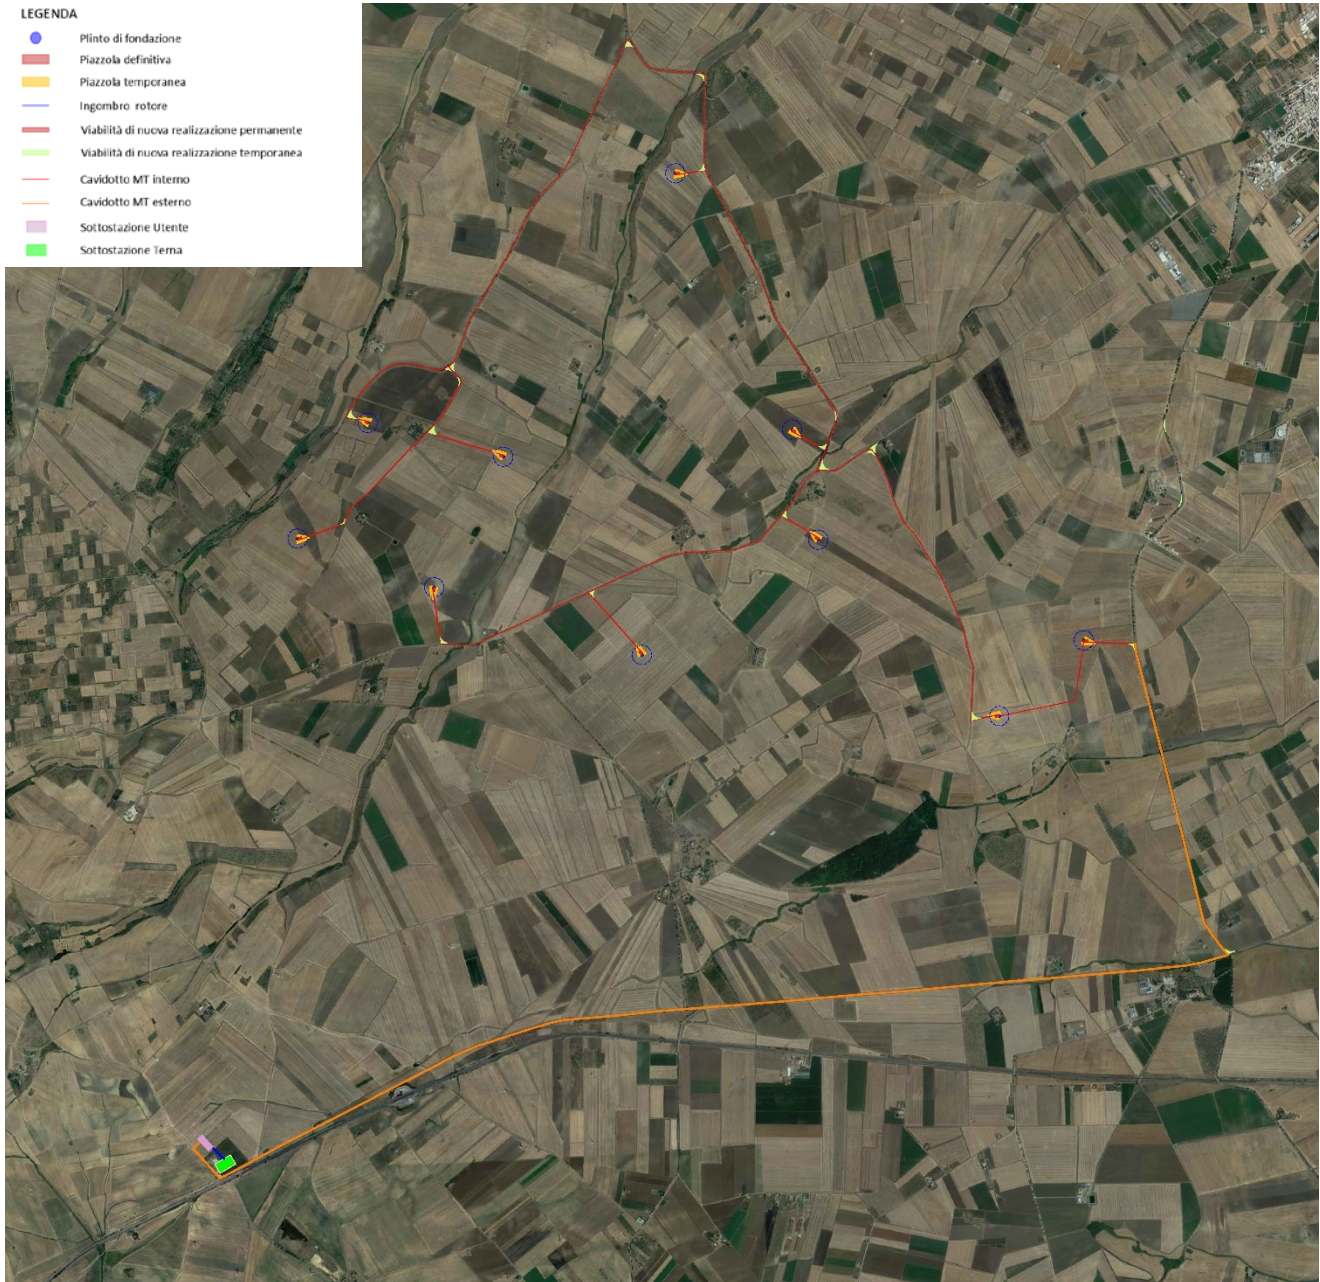 LEGENDA
Plinto di fondazione
Piazzola definitiva
Piazzola temporanea
Ingombro rotore
Viabilità di nuova realizzazione permanente
Viabilità di nuova realizzazione temporanea
Cavidotto MT interno
Cavidotto MT esterno
Sottostazione Utente
Sottostazione Terna